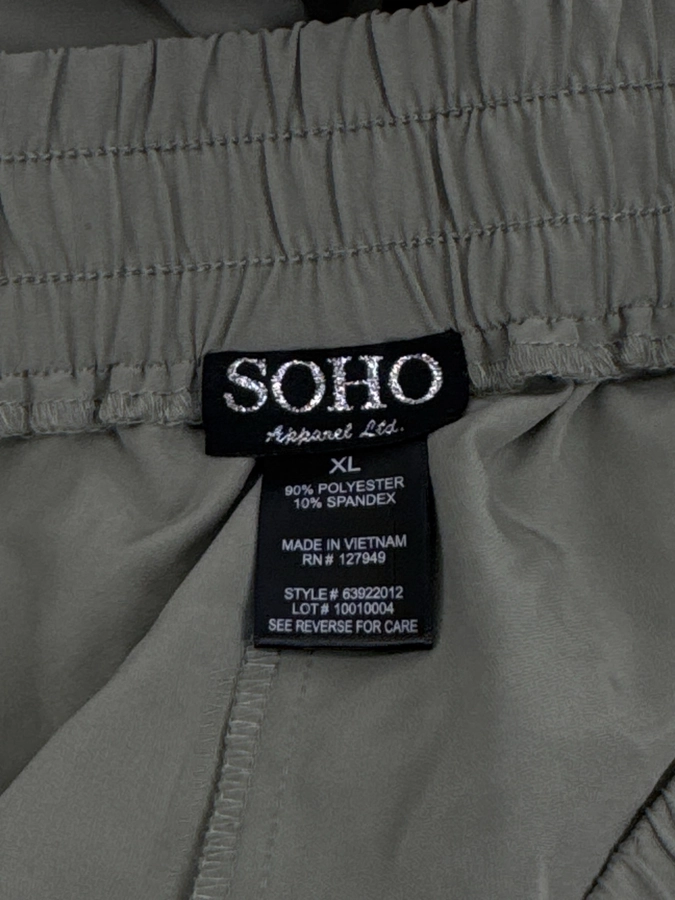 SOHO
Apparel Ltd.
XL
90% POLYESTER
10% SPANDEX
MADE IN VIETNAM
RN# 127949
STYLE# 63922012
LOT# 10010004
SEE REVERSE FOR CARE